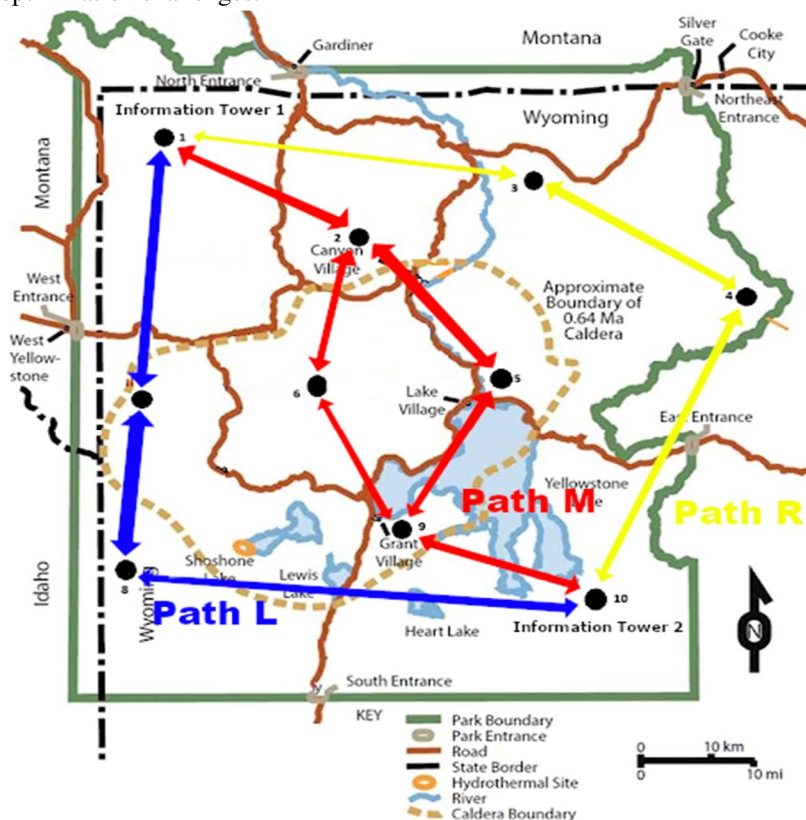 Silver
Gate
Cooke
City
Montana
Gardiner
North Entrance
Northeast
Entrance
Information Tower 1
Wyoming
1
3
Montana
2
Canyon
Village
West
Entrance
Approximate
Boundary of
0.64 Ma
Caldera
4
West
Yellow-
stone
5
6
Lake
Village
East Entrance
Yellowstone
Path M
Path R
9
Grant
Village
Shoshone
Lake
Lewis
Lake
Idaho
Wyoming
8
Path L
10
Heart Lake
Information Tower 2
N
South Entrance
KEY
Park Boundary
Park Entrance
Road
State Border
Hydrothermal Site
River
Caldera Boundary
0 10 km
0 10 mi